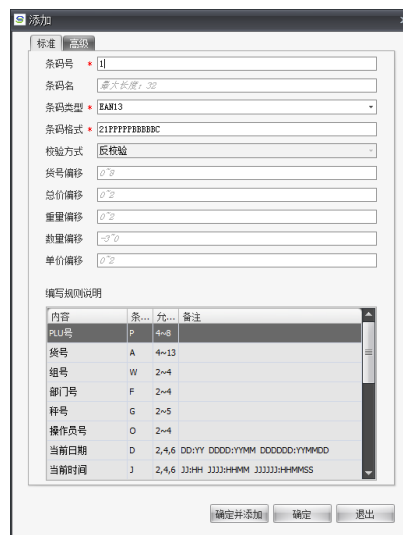 添加
标准 高级
条码号 * 1
条码名 最大长度: 32
条码类型 * EAN13
条码格式 * 21PPPPPBBBBBC
校验方式 反校验
货号偏移 0~9
总价偏移 0~2
重量偏移 0~2
数量偏移 -3~0
单价偏移 0~2
编写规则说明
内容 条... 允... 备注
PLU号 P 4~8
货号 A 4~13
组号 W 2~4
部门号 F 2~4
秤号 G 2~5
操作员号 O 2~4
当前日期 D 2,4,6 DD:YY DDDD:YYMM DDDDDD:YYMMDD
当前时间 J 2,4,6 JJ:HH JJJJ:HHMM JJJJJJ:HHMMSS
确定并添加 确定 退出